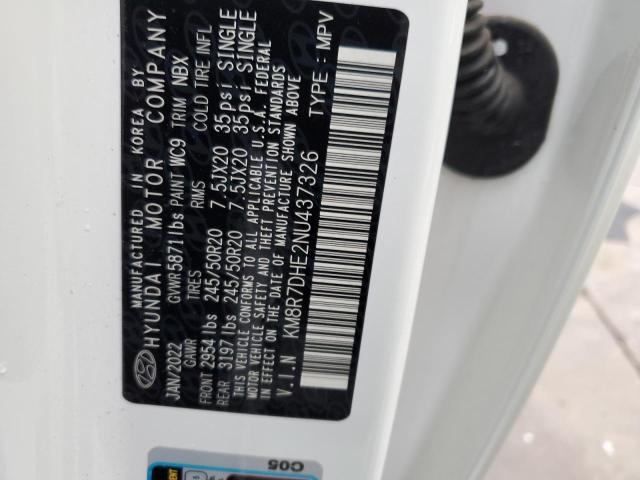 MANUFACTURED IN KOREA BY
HYUNDAI MOTOR COMPANY
JAN/2022 GVWR 5871lbs PAINT WC9 TRIM NBX
GAWR TIRES RIMS COLD TIRE INFL
FRONT 2954 lbs 245/50R20 7.5JX20 35psi SINGLE
REAR 3197 lbs 245/50R20 7.5JX20 35psi SINGLE
THIS VEHICLE CONFORMS TO ALL APPLICABLE U.S.A. FEDERAL
MOTOR VEHICLE SAFETY AND THEFT PREVENTION STANDARDS
IN EFFECT ON THE DATE OF MANUFACTURE SHOWN ABOVE
V.I.N KM8R7DHE2NU437326 TYPE : MPV
C05